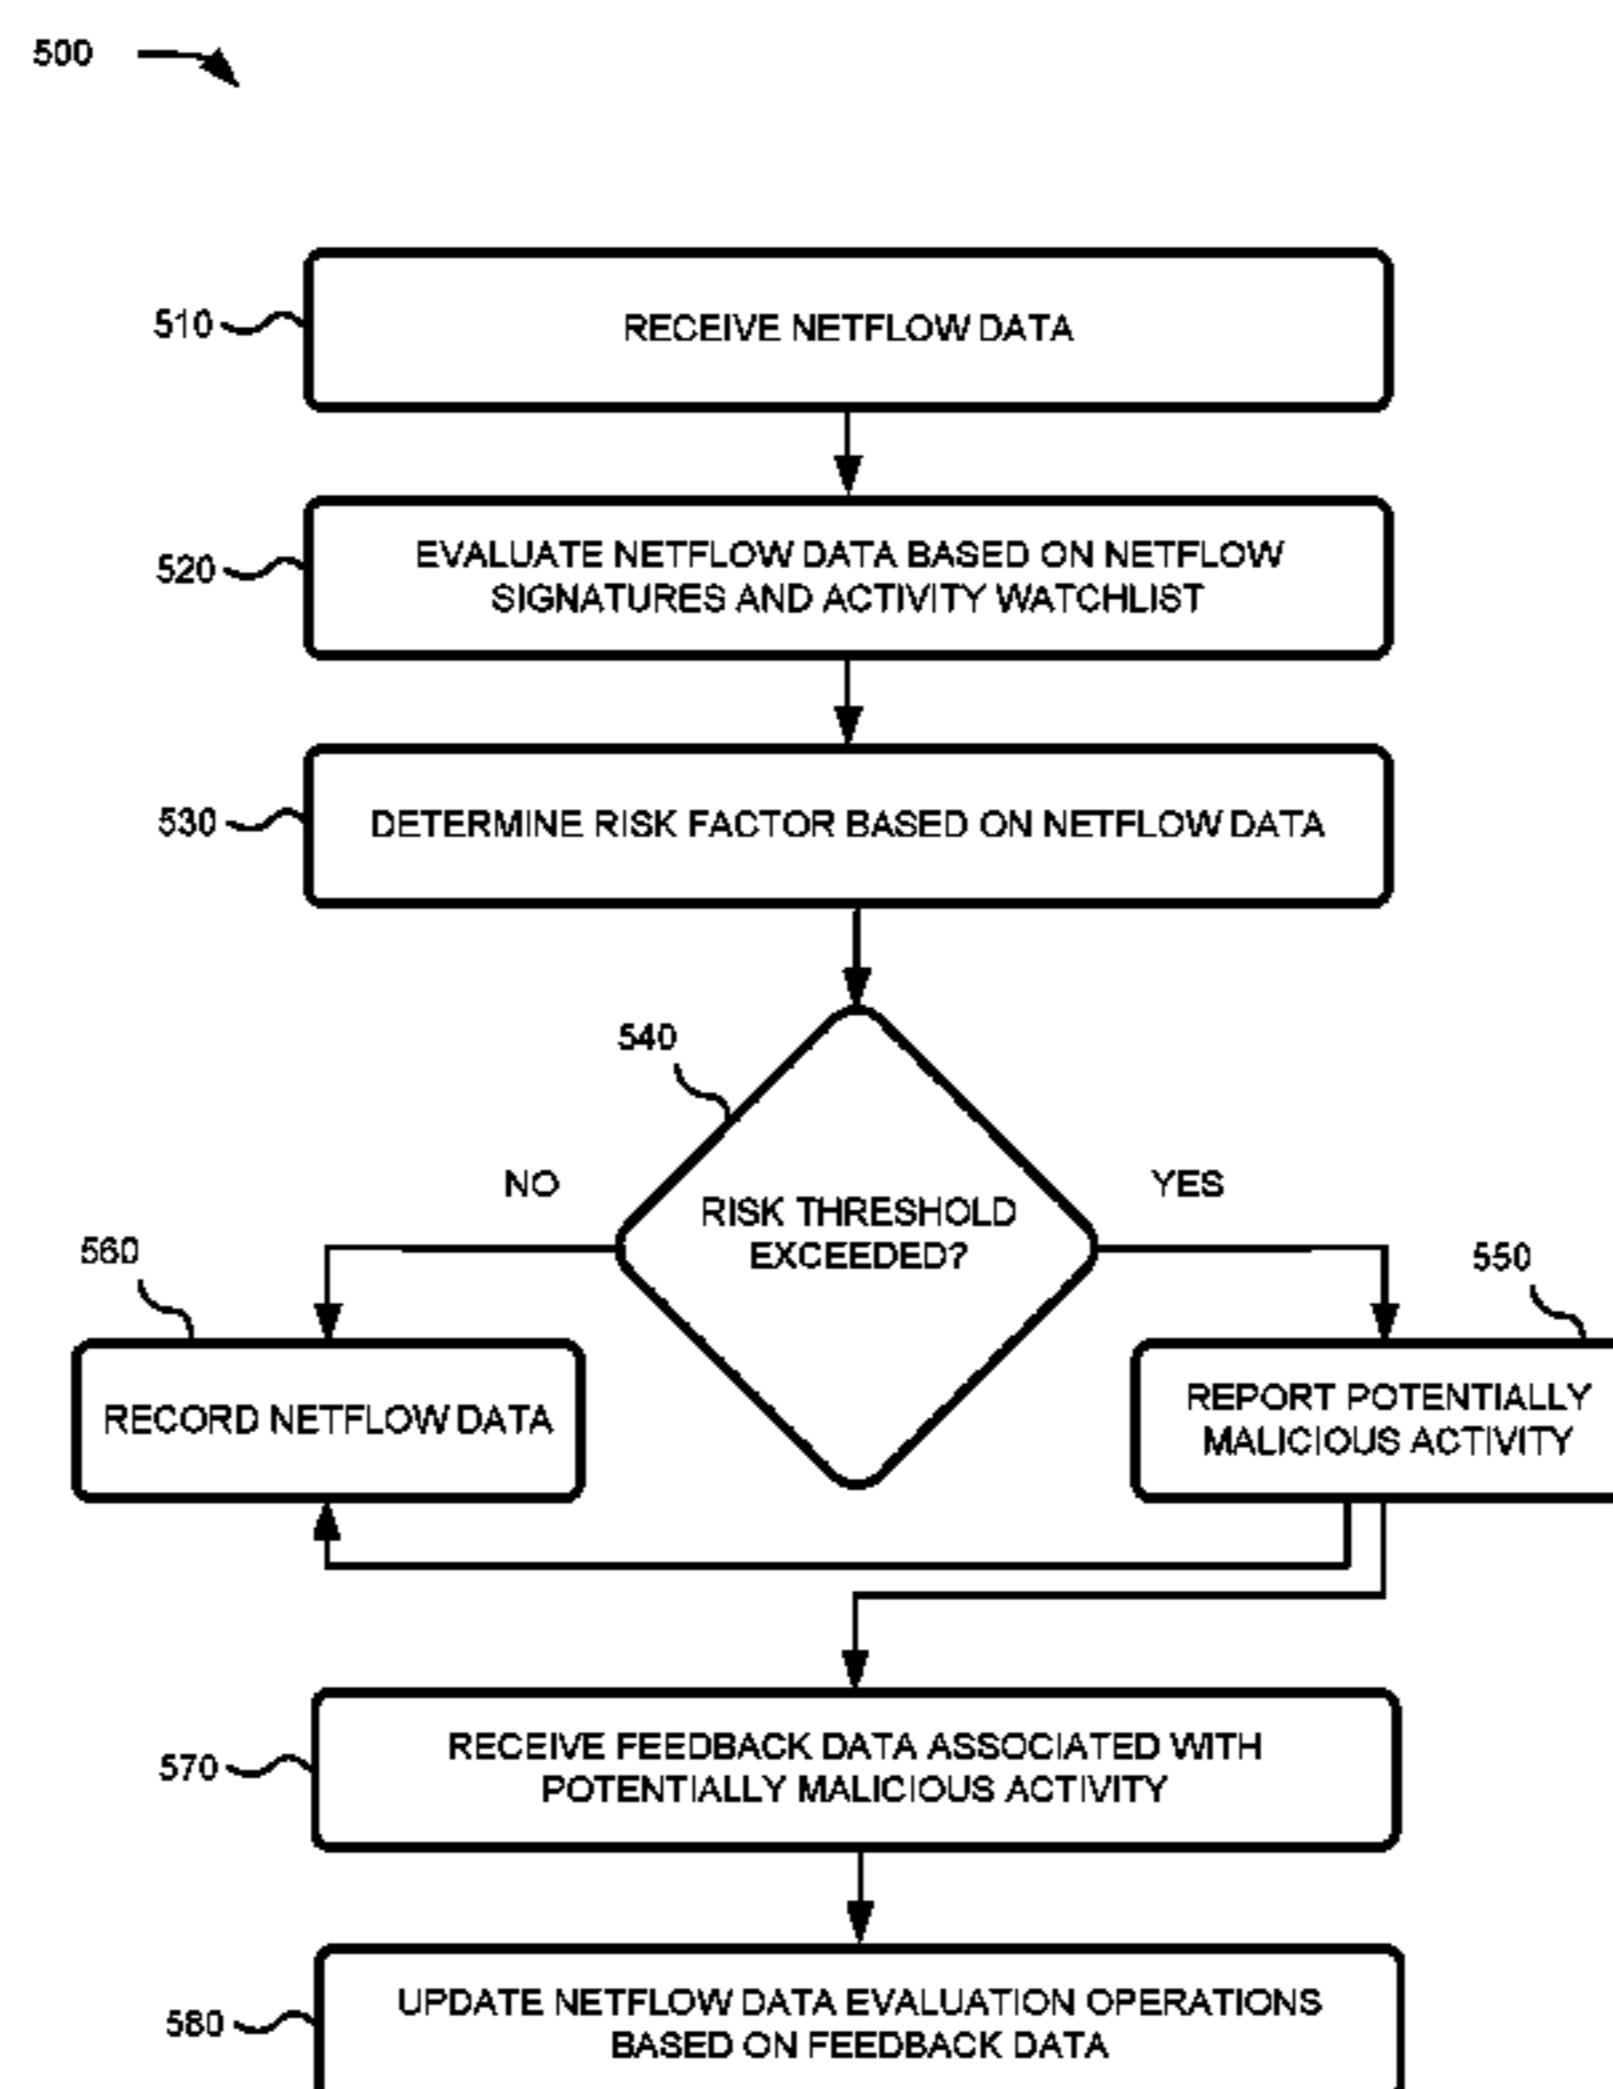 500
510
RECEIVE NETFLOW DATA
520
EVALUATE NETFLOW DATA BASED ON NETFLOW
SIGNATURES AND ACTIVITY WATCHLIST
530
DETERMINE RISK FACTOR BASED ON NETFLOW DATA
540
NO
YES
RISK THRESHOLD
EXCEEDED?
560
550
RECORD NETFLOW DATA
REPORT POTENTIALLY
MALICIOUS ACTIVITY
570
RECEIVE FEEDBACK DATA ASSOCIATED WITH
POTENTIALLY MALICIOUS ACTIVITY
580
UPDATE NETFLOW DATA EVALUATION OPERATIONS
BASED ON FEEDBACK DATA